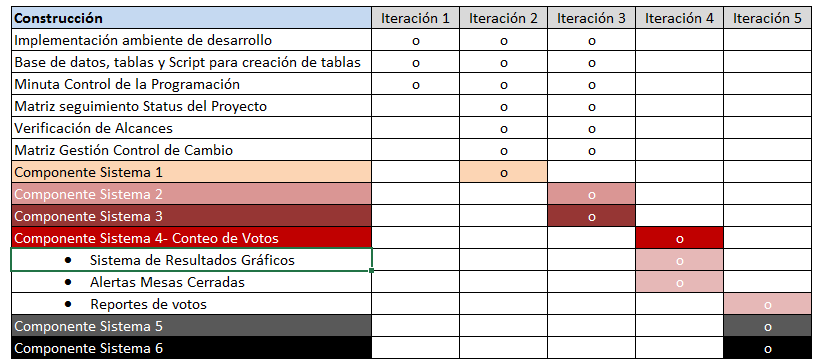 Construcción Iteración 1 Iteración 2 Iteración 3 Iteración 4 Iteración 5
Implementación ambiente de desarrollo o o o
Base de datos, tablas y Script para creación de tablas o o o
Minuta Control de la Programación o o o
Matriz seguimiento Status del Proyecto o o
Verificación de Alcances o o
Matriz Gestión Control de Cambio o o
Componente Sistema 1 o
Componente Sistema 2 o
Componente Sistema 3 o
Componente Sistema 4- Conteo de Votos o
• Sistema de Resultados Gráficos o
• Alertas Mesas Cerradas o
• Reportes de votos o
Componente Sistema 5 o
Componente Sistema 6 o